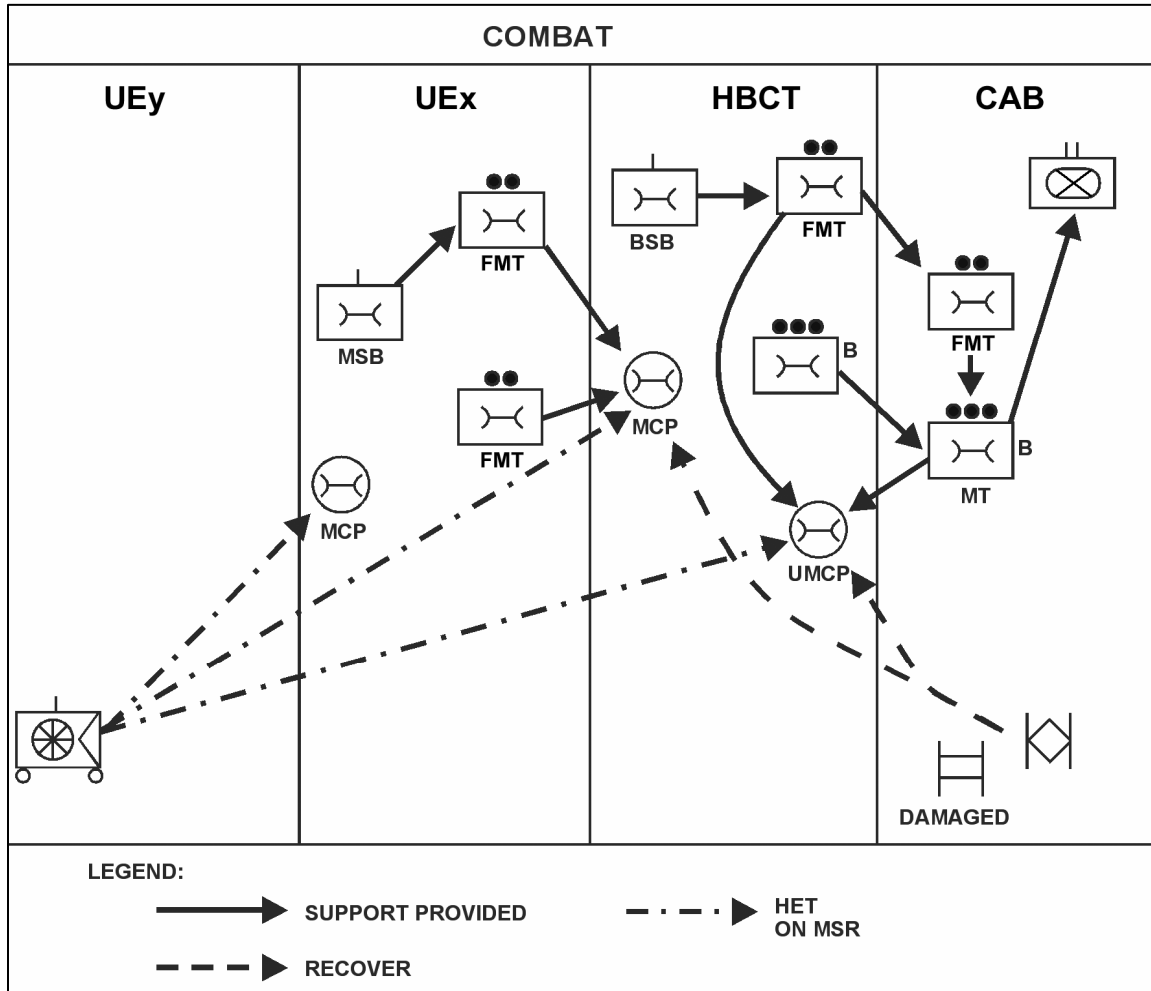 COMBAT
UEy
UEx
HBCT
CAB
FMT
MSB
FMT
MCP
BSB
FMT
B
MCP
UMCP
FMT
B
MT
DAMAGED
LEGEND:
SUPPORT PROVIDED
RECOVER
HET
ON MSR